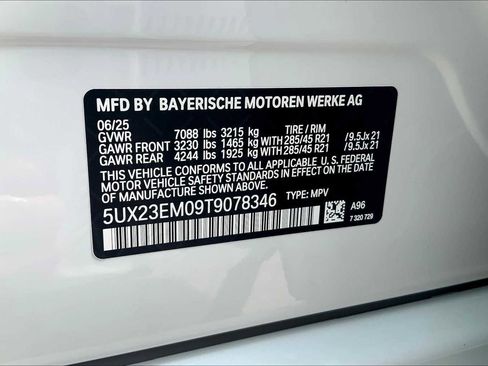 MFD BY BAYERISCHE MOTOREN WERKE AG
06/25
GVWR 7088 lbs 3215 kg TIRE / RIM
GAWR FRONT 3230 lbs 1465 kg WITH 285/45 R21 /9.5Jx21
GAWR REAR 4244 lbs 1925 kg WITH 285/45 R21 /9.5Jx21
THIS VEHICLE CONFORMS TO ALL APPLICABLE U.S. FEDERAL
MOTOR VEHICLE SAFETY STANDARDS IN EFFECT ON THE DATE
OF MANUFACTURE SHOWN ABOVE.
5UX23EM09T9078346 TYPE: MPV
A96
7 320 729